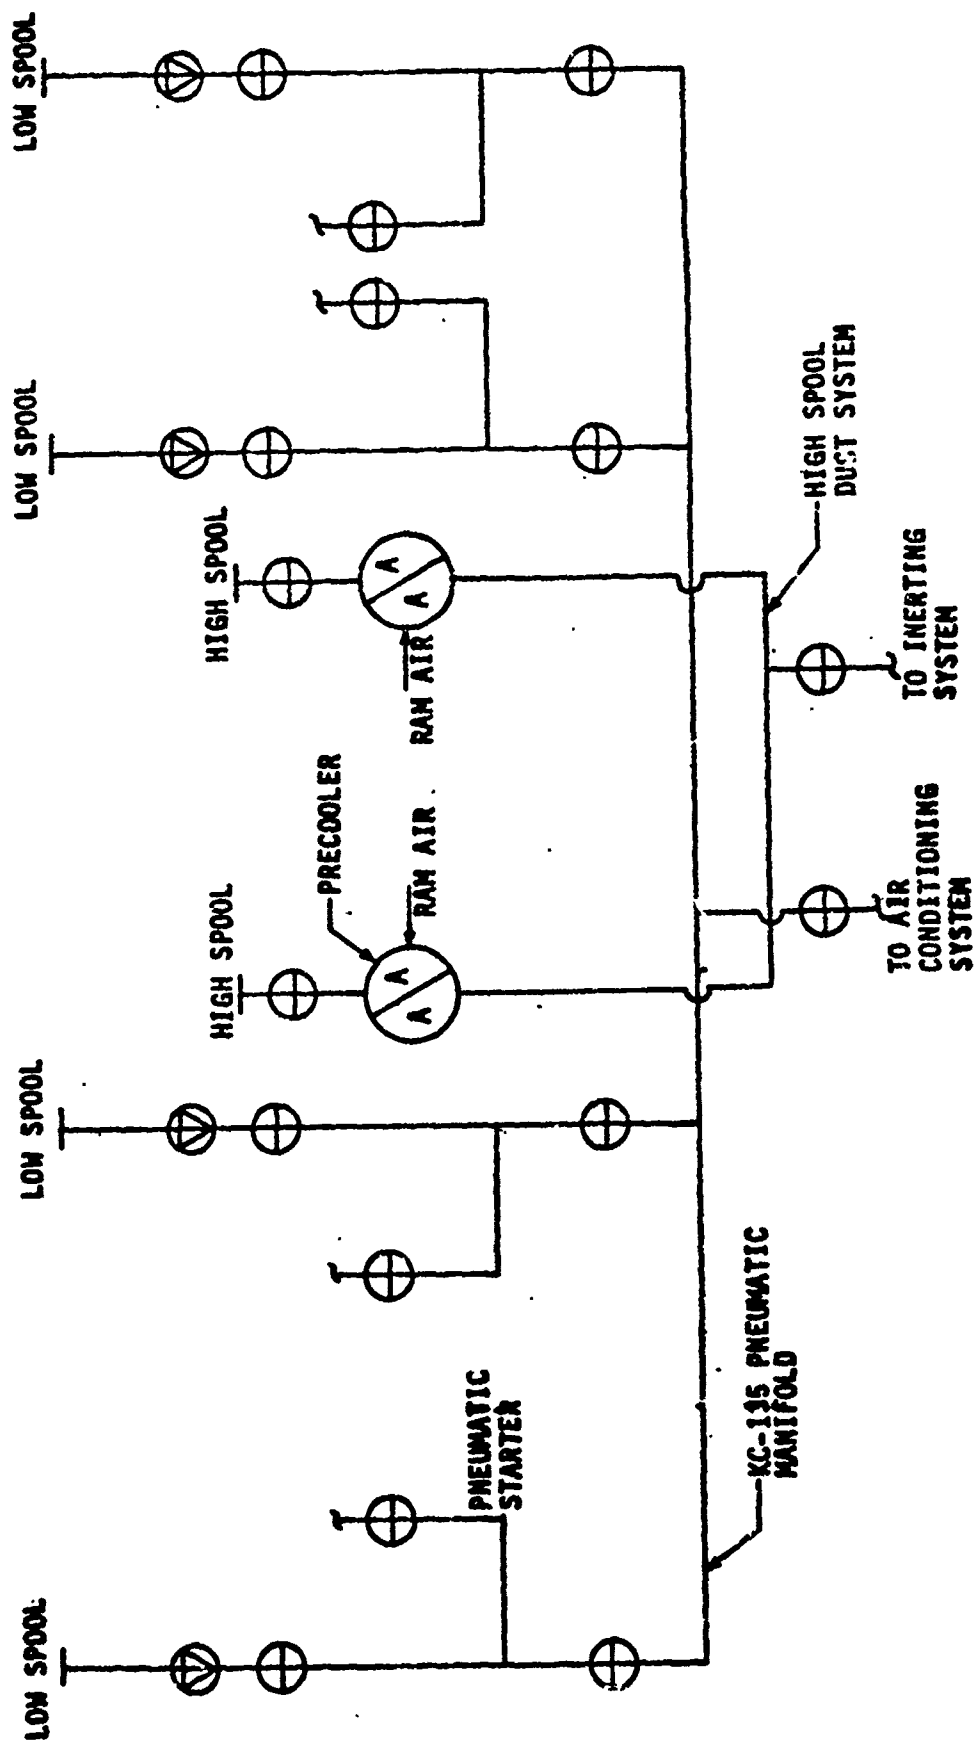 LOW SPOOL
LOW SPOOL
LOW SPOOL
LOW SPOOL
HIGH SPOOL
HIGH SPOOL
PRECOOLER
A
A
A
A
RAM AIR
RAM AIR
PNEUMATIC
STARTER
KC-135 PNEUMATIC
MANIFOLD
HIGH SPOOL
DUCT SYSTEM
TO AIR
CONDITIONING
SYSTEM
TO INERTING
SYSTEM